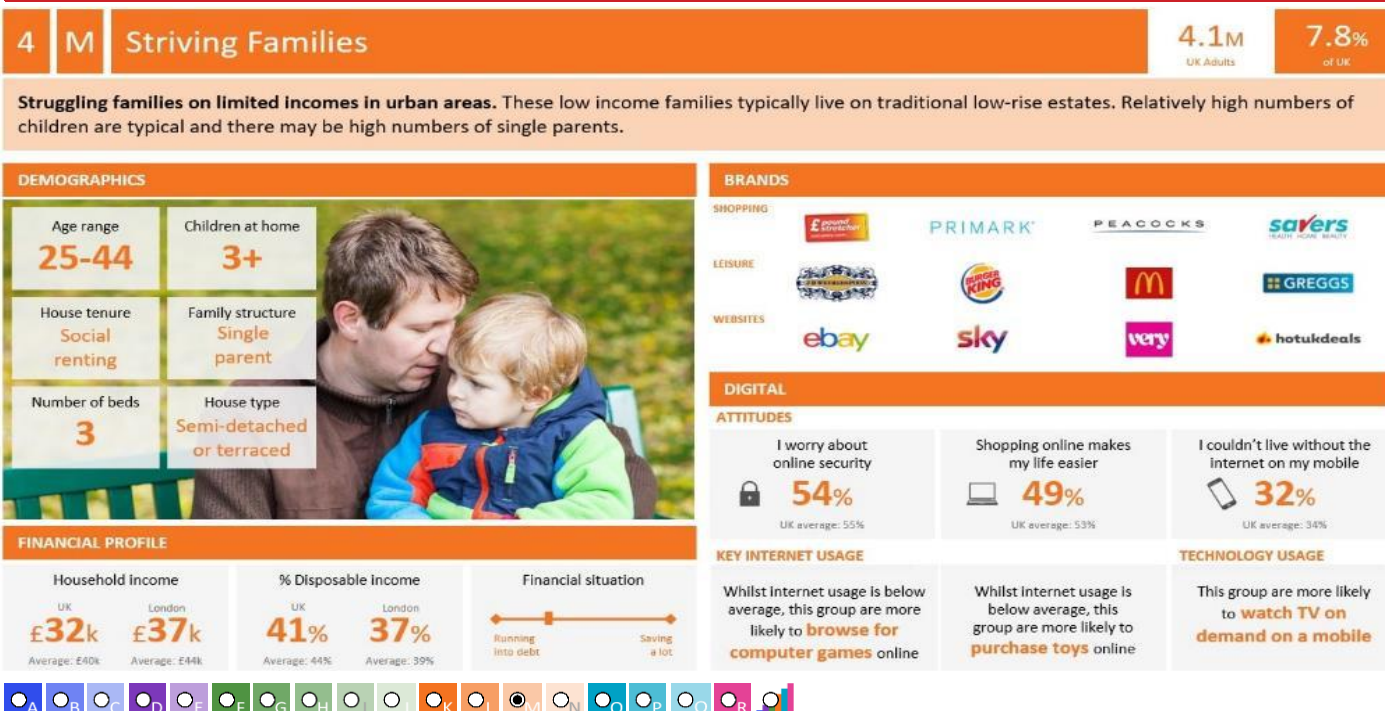 4 M Striving Families
4.1M
UK Adults
7.8%
of UK
Struggling families on limited incomes in urban areas. These low income families typically live on traditional low-rise estates. Relatively high numbers of
children are typical and there may be high numbers of single parents.
DEMOGRAPHICS
Age range
25-44
Children at home
3+
House tenure
Social
renting
Family structure
Single
parent
Number of beds
3
House type
Semi-detached
or terraced
FINANCIAL PROFILE
Household income
UK London
£32k £37k
Average: £40k Average: £44k
% Disposable income
UK London
41% 37%
Average: 44% Average: 39%
Financial situation
Running
into debt
Saving
a lot
BRANDS
SHOPPING
£ pound
stretcher
PRIMARK
PEACOCKS
savers
HEALTH HOME BEAUTY
LEISURE
BURGER
KING
GREGGS
WEBSITES
ebay
sky
very
hotukdeals
DIGITAL
ATTITUDES
I worry about
online security
54%
UK average: 55%
Shopping online makes
my life easier
49%
UK average: 53%
I couldn't live without the
internet on my mobile
32%
UK average: 34%
KEY INTERNET USAGE
Whilst internet usage is below
average, this group are more
likely to browse for
computer games online
Whilst internet usage is
below average, this
group are more likely to
purchase toys online
TECHNOLOGY USAGE
This group are more likely
to watch TV on
demand on a mobile
A B C D E F G H I J K L M N O P Q R